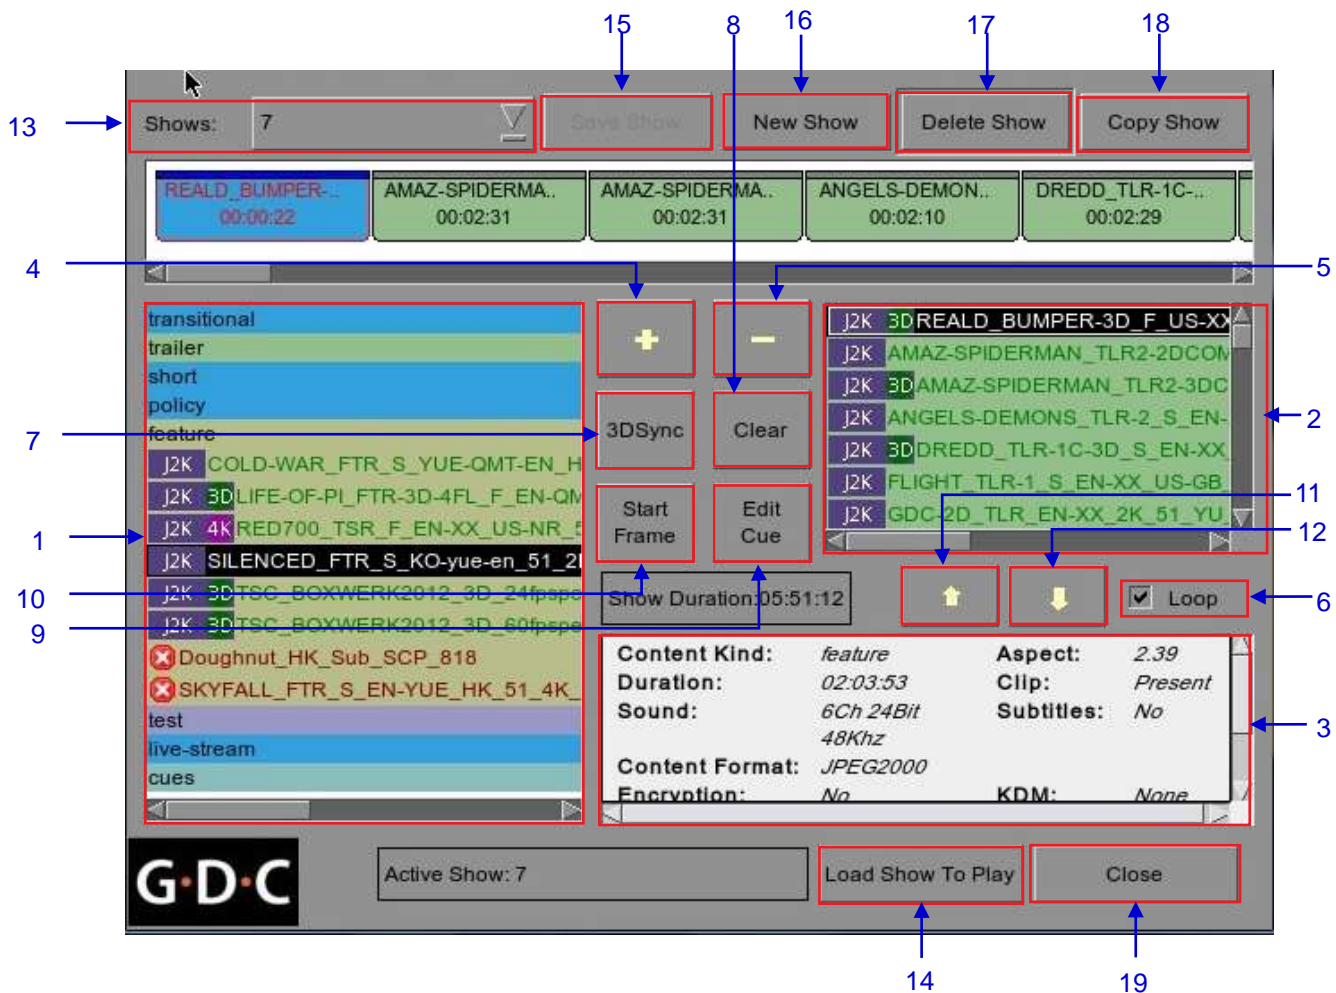 15
8
16
17
18
13
Shows:
7
Save Show
New Show
Delete Show
Copy Show
REALD_BUMPER-..
00:00:22
AMAZ-SPIDERMA..
00:02:31
AMAZ-SPIDERMA..
00:02:31
ANGELS-DEMON..
00:02:10
DREDD_TLR-1C-..
00:02:29
4
5
transitional
trailer
short
policy
feature
J2K COLD-WAR_FTR_S_YUE-QMT-EN_H
J2K 3D LIFE-OF-PI_FTR-3D-4FL_F_EN-QM
J2K 4K RED700_TSR_F_EN-XX_US-NR_5
J2K SILENCED_FTR_S_KO-yue-en_51_2
J2K 3D TSC_BOXWERK2012_3D_24fpspe
J2K 3D TSC_BOXWERK2012_3D_60fpspe
Doughnut_HK_Sub_SCP_818
SKYFALL_FTR_S_EN-YUE_HK_51_4K_
test
live-stream
cues
+
−
3DSync
Clear
Start
Frame
Edit
Cue
J2K 3D REALD_BUMPER-3D_F_US-XX
J2K AMAZ-SPIDERMAN_TLR2-2DCOM
J2K 3D AMAZ-SPIDERMAN_TLR2-3DC
J2K ANGELS-DEMONS_TLR-2_S_EN-
J2K 3D DREDD_TLR-1C-3D_S_EN-XX_
J2K FLIGHT_TLR-1_S_EN-XX_US-GB_
J2K GDC-2D_TLR_EN-XX_2K_51_YU
7
2
1
11
12
10
9
6
3
Show Duration:05:51:12
Loop
Content Kind: feature Aspect: 2.39
Duration: 02:03:53 Clip: Present
Sound: 6Ch 24Bit Subtitles: No
48Khz
Content Format: JPEG2000
Encryption: No KDM: None
G·D·C
Active Show: 7
Load Show To Play
Close
14
19